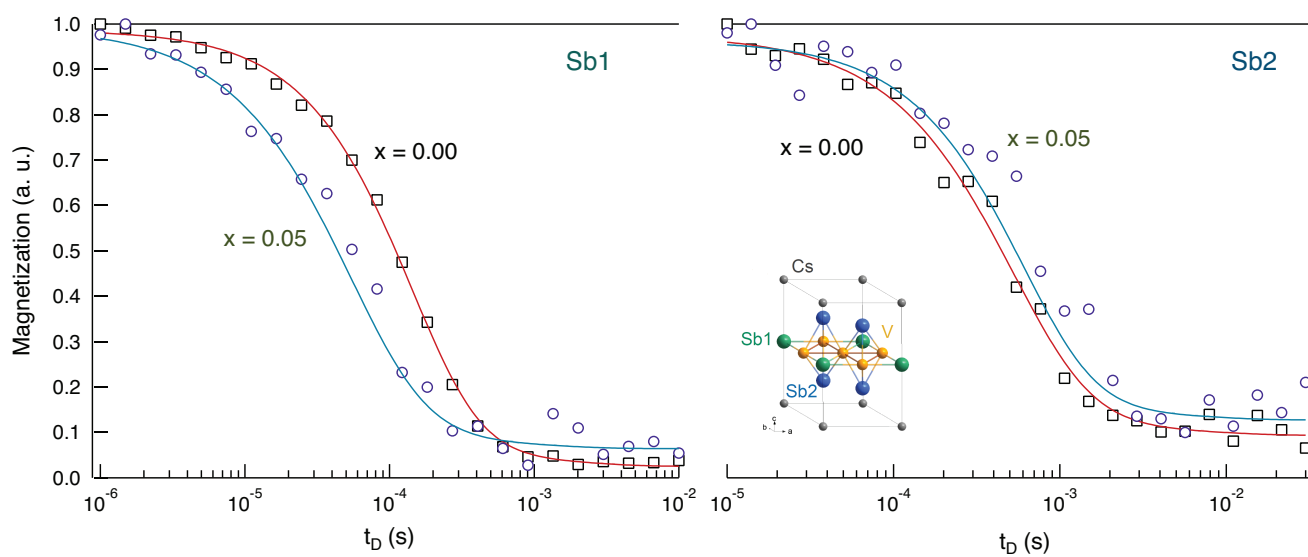 Magnetization (a. u.)
1.0
0.9
0.8
0.7
0.6
0.5
0.4
0.3
0.2
0.1
0.0
Sb1
x = 0.00
x = 0.05
10⁻⁶
10⁻⁵
10⁻⁴
10⁻³
10⁻²
t_D (s)
Sb2
x = 0.05
x = 0.00
Cs
Sb1
V
Sb2
c
b
a
10⁻⁵
10⁻⁴
10⁻³
10⁻²
t_D (s)